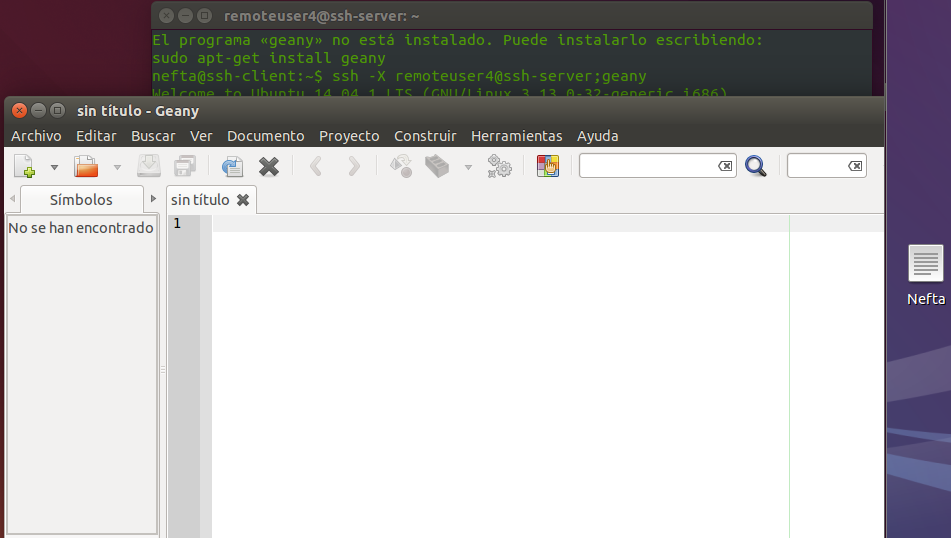 remoteuser4@ssh-server: ~
El programa «geany» no está instalado. Puede instalarlo escribiendo:
sudo apt-get install geany
nefta@ssh-client:~$ ssh -X remoteuser4@ssh-server;geany
Welcome to Ubuntu 14.04.1 LTS (GNU/Linux 3.13.0-32-generic i686)
sin título - Geany
Archivo Editar Buscar Ver Documento Proyecto Construir Herramientas Ayuda
Símbolos
sin título
No se han encontrado
1
Nefta